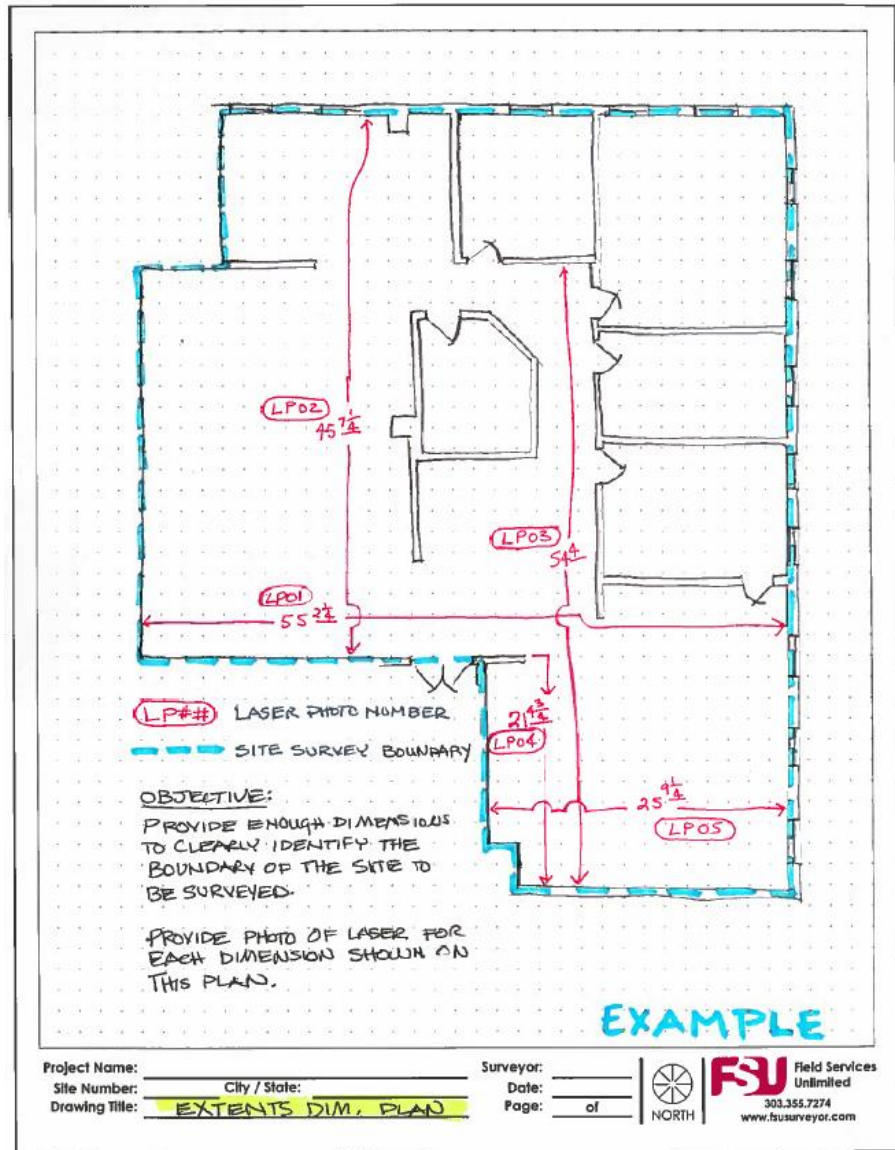 LP02
45 7 1/4
LP03
54 4
LP01
55 2 1/4
LP## LASER PHOTO NUMBER
SITE SURVEY BOUNDARY
21 4 3/4
LP04
25 9 1/4
LP05
OBJECTIVE:
PROVIDE ENOUGH DIMENSIONS
TO CLEARLY IDENTIFY THE
BOUNDARY OF THE SITE TO
BE SURVEYED.
PROVIDE PHOTO OF LASER FOR
EACH DIMENSION SHOWN ON
THIS PLAN.
EXAMPLE
Project Name:
Site Number: City / State:
Drawing Title: EXTENTS DIM. PLAN
Surveyor:
Date:
Page: of
NORTH
FSU Field Services
Unlimited
303.355.7274
www.fsusurveyor.com